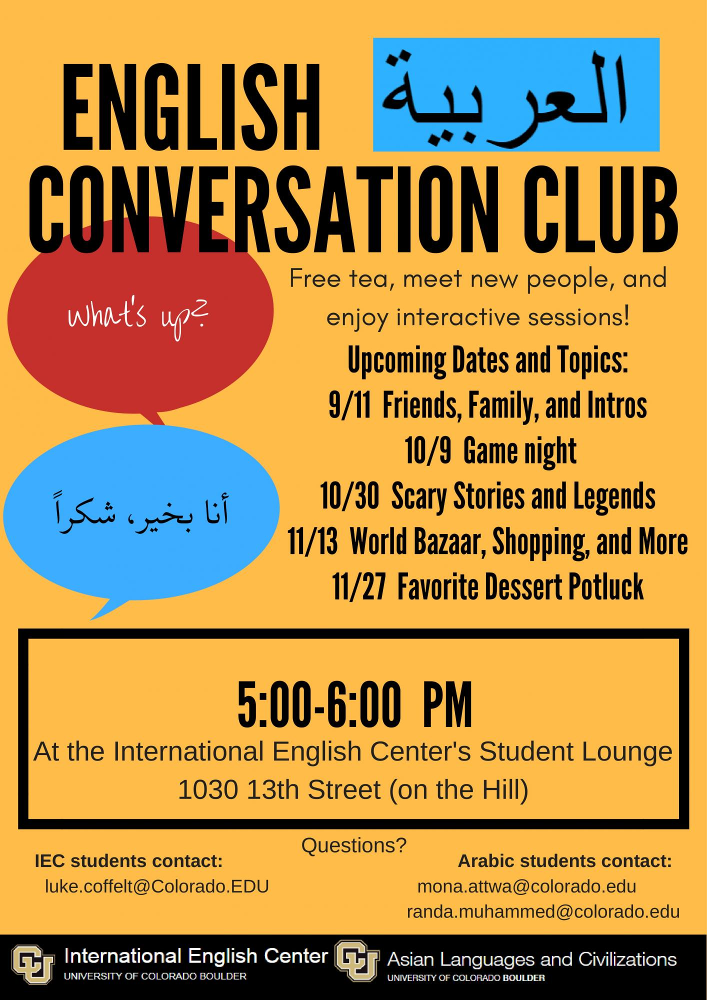 ENGLISH العربية
CONVERSATION CLUB
what's up?
أنا بخير، شكراً
Free tea, meet new people, and
enjoy interactive sessions!
Upcoming Dates and Topics:
9/11 Friends, Family, and Intros
10/9 Game night
10/30 Scary Stories and Legends
11/13 World Bazaar, Shopping, and More
11/27 Favorite Dessert Potluck
5:00-6:00 PM
At the International English Center's Student Lounge
1030 13th Street (on the Hill)
Questions?
IEC students contact:
luke.coffelt@Colorado.EDU
Arabic students contact:
mona.attwa@colorado.edu
randa.muhammed@colorado.edu
CU International English Center
UNIVERSITY OF COLORADO BOULDER
CU Asian Languages and Civilizations
UNIVERSITY OF COLORADO BOULDER